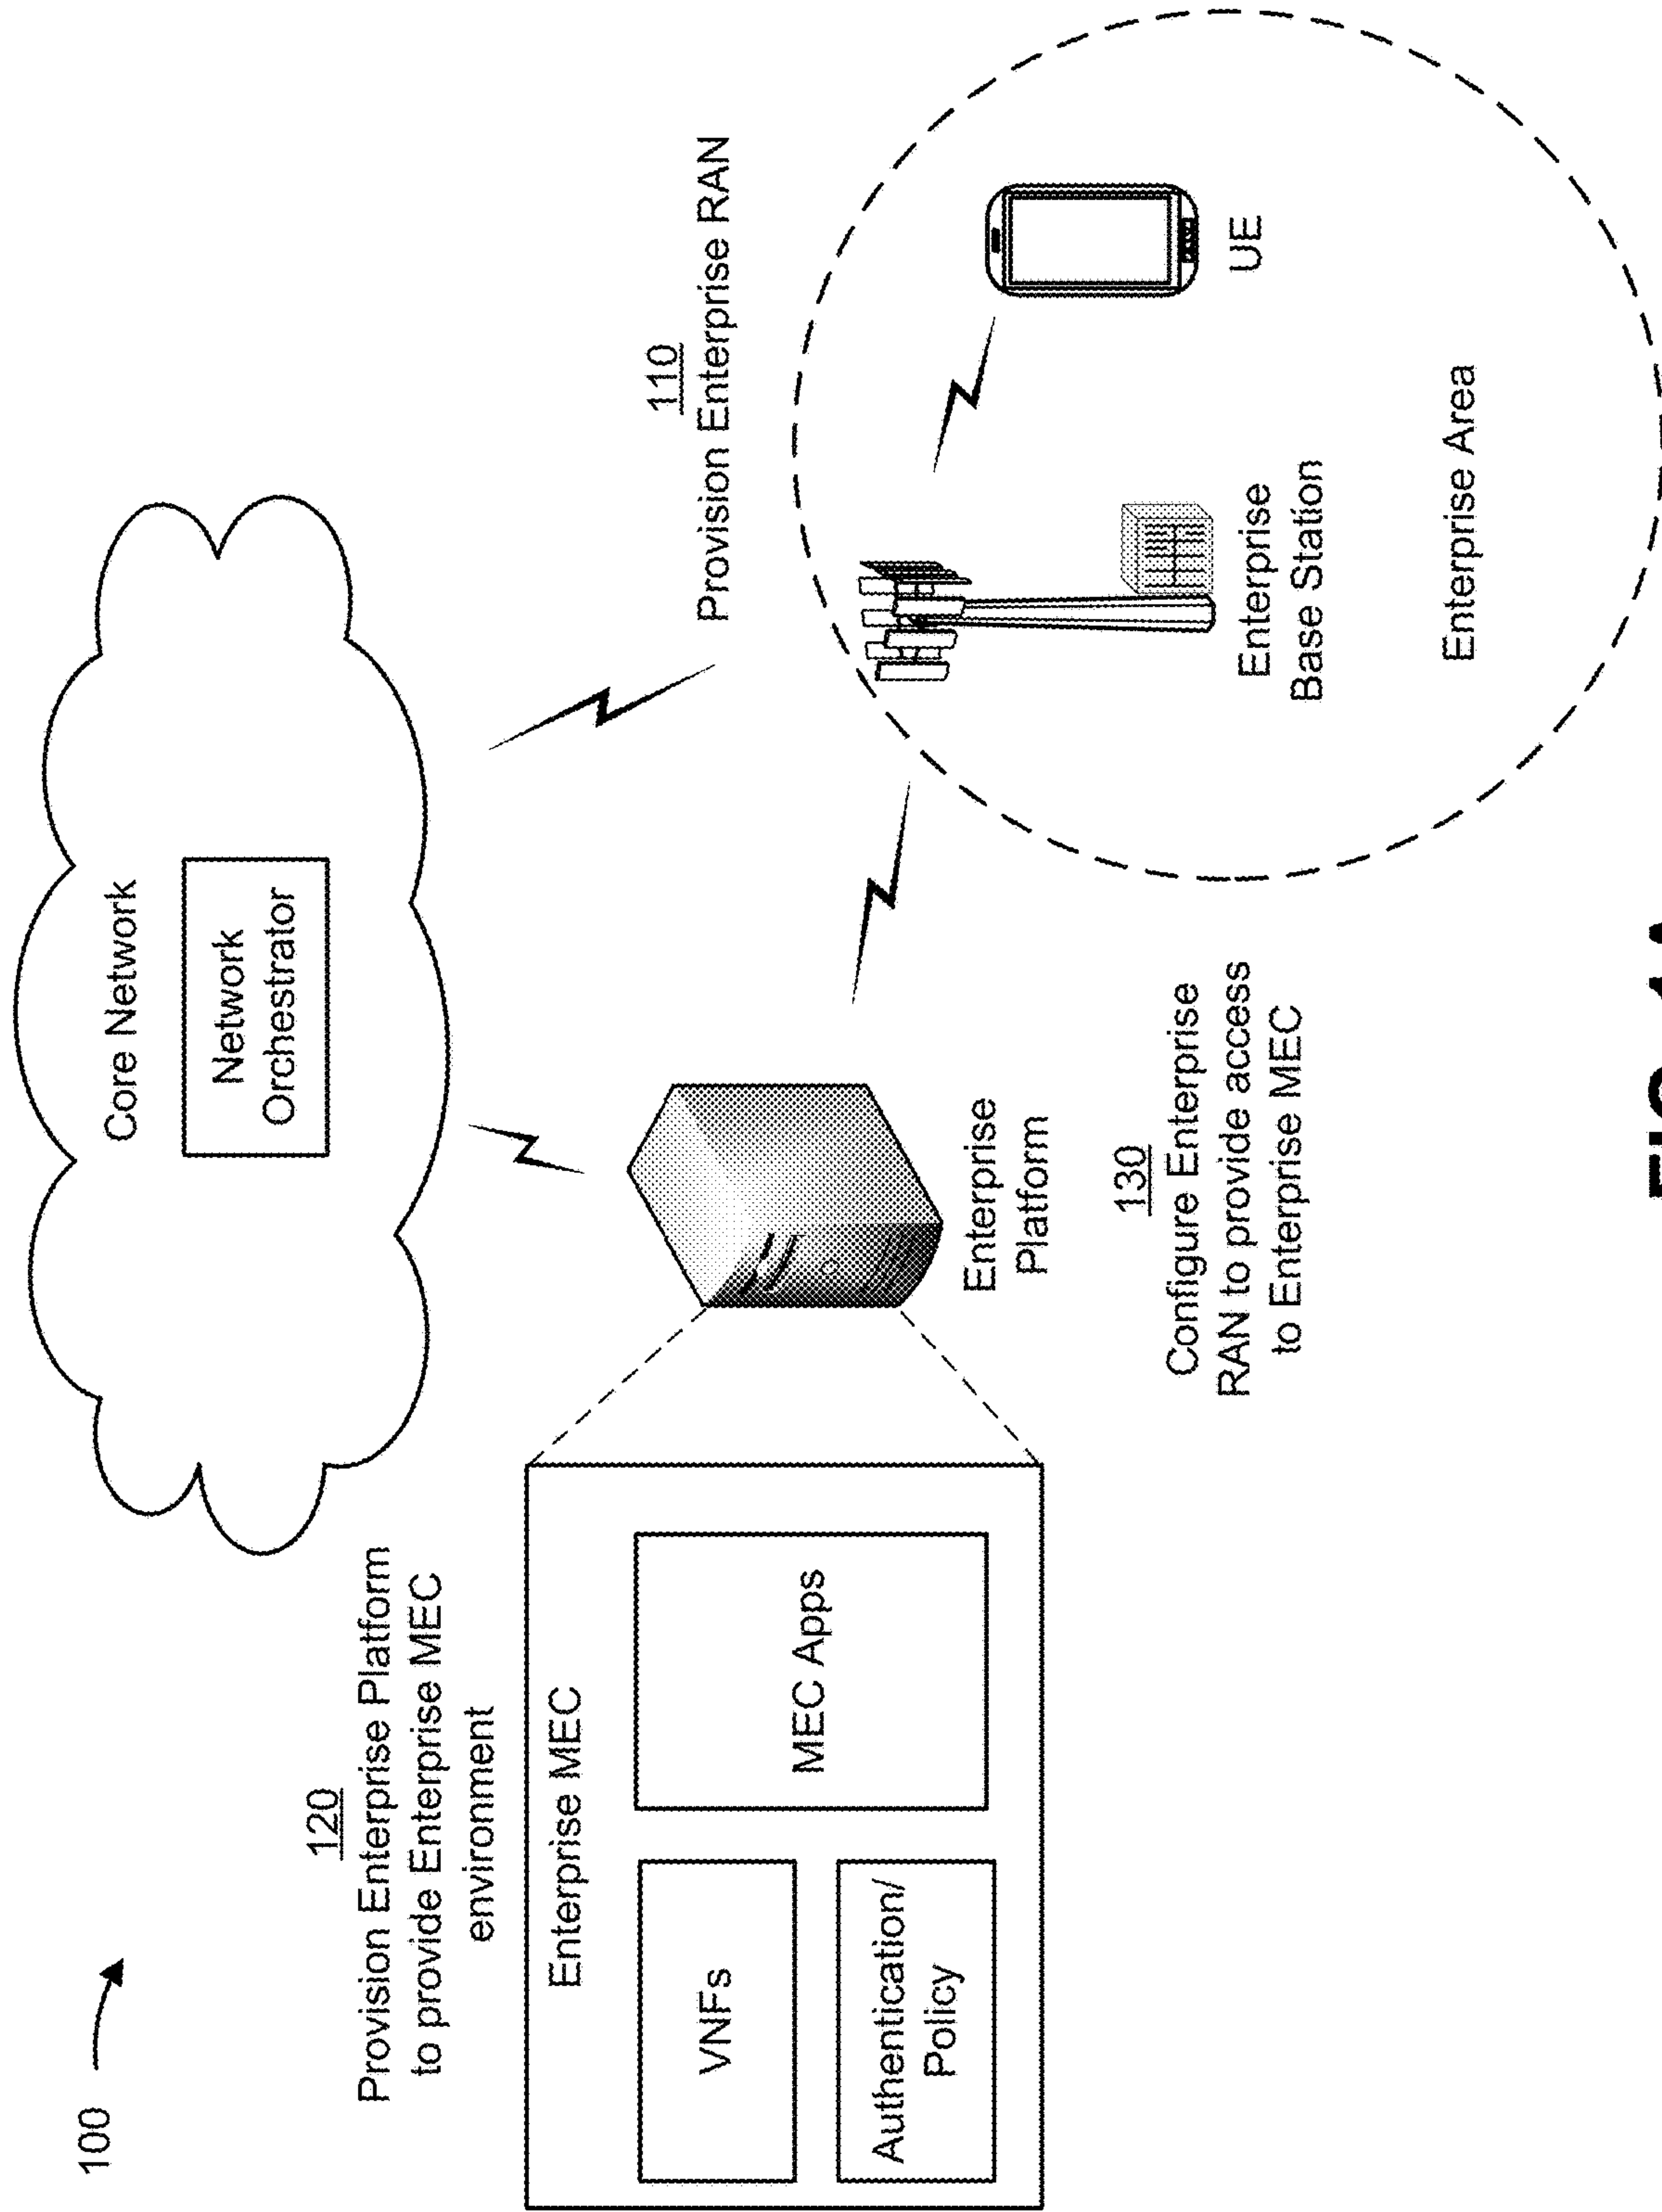 100
Core Network
Network
Orchestrator
120
Provision Enterprise Platform
to provide Enterprise MEC
environment
110
Provision Enterprise RAN
Enterprise MEC
VNFs
Authentication/
Policy
MEC Apps
Enterprise
Platform
130
Configure Enterprise
RAN to provide access
to Enterprise MEC
Enterprise
Base Station
UE
Enterprise Area